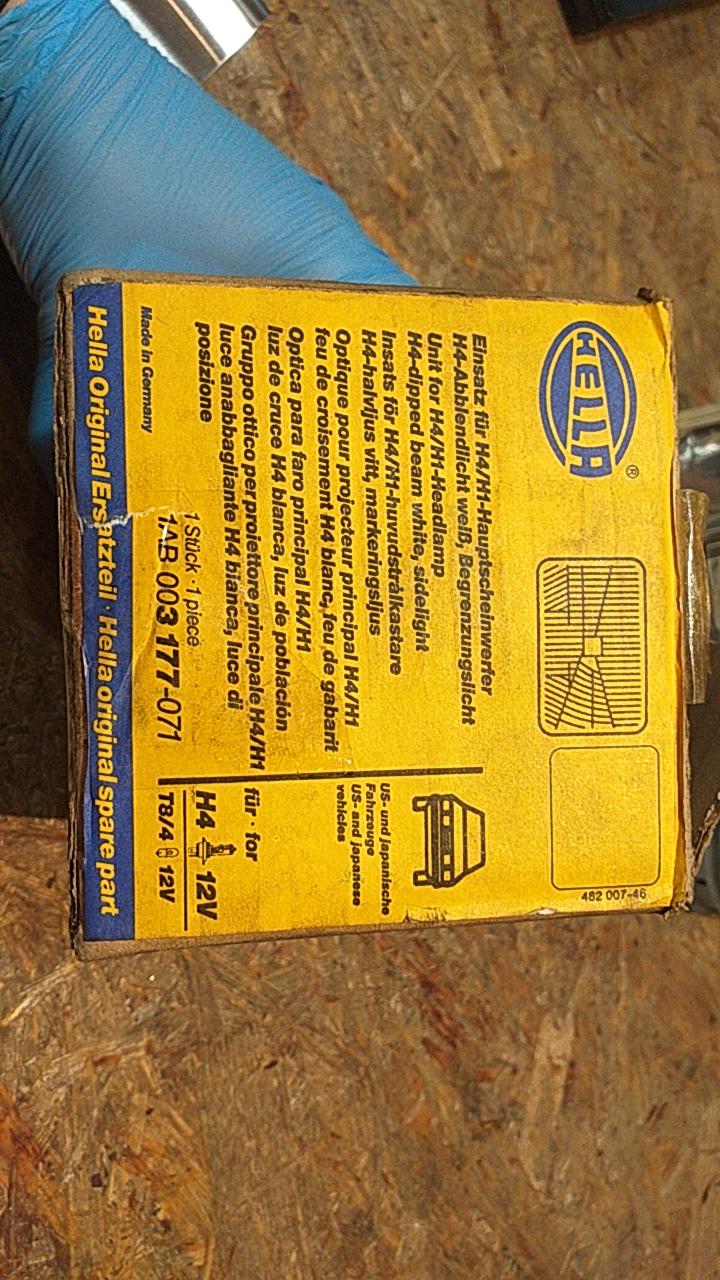 HELLA®
Einsatz für H4/H1-Hauptscheinwerfer
H4-Abblendlicht weiß, Begrenzungslicht
Unit for H4/H1-Headlamp
H4-dipped beam white, sidelight
Insats för H4/H1-huvudstrålkastare
H4-halvljus vitt, markeringsljus
Optique pour projecteur principal H4/H1
feu de croisement H4 blanc, feu de gabarit
Optica para faro principal H4/H1
luz de cruce H4 blanca, luz de población
Gruppo ottico per proiettore principale H4/H1
luce anabbagliante H4 bianca, luce di
posizione
1 Stück · 1 piece
1AB 003 177-071
Made in Germany
462 007-46
US- und japanische
Fahrzeuge
US- and japanese
vehicles
für · for
H4 12V
T8/4 12V
Hella Original Ersatzteil · Hella original spare part